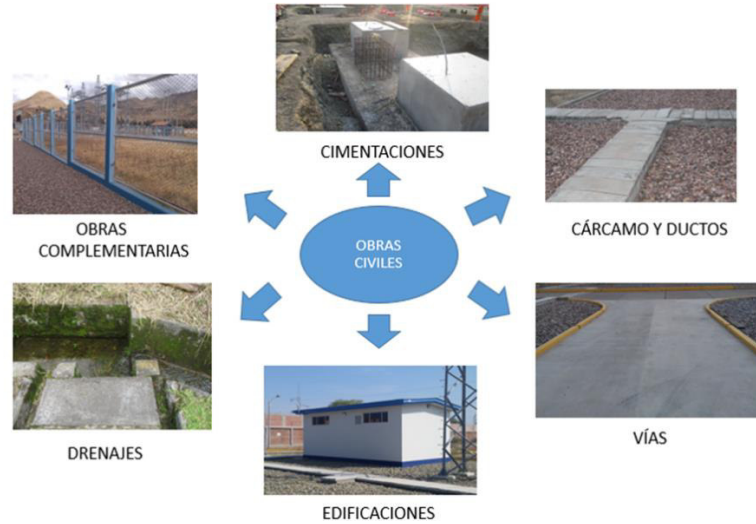 CIMENTACIONES
OBRAS
COMPLEMENTARIAS
CÁRCAMO Y DUCTOS
OBRAS
CIVILES
DRENAJES
VÍAS
EDIFICACIONES